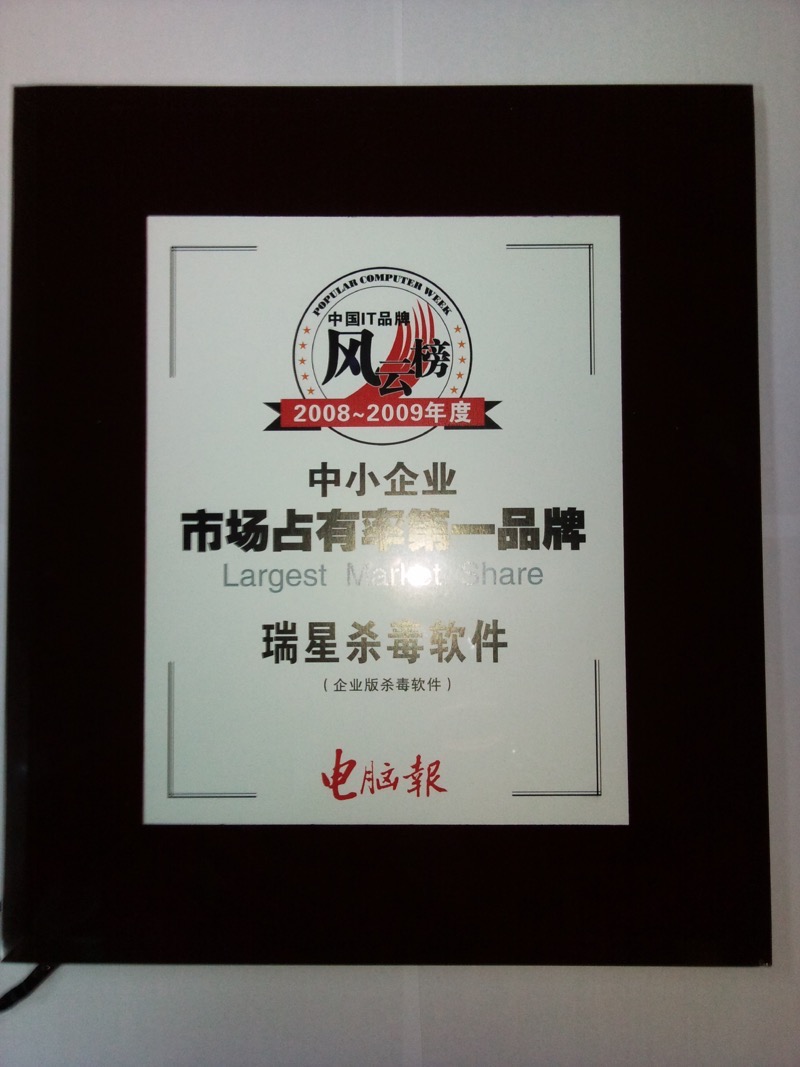 POPULAR COMPUTER WEEK
中国IT品牌
风云榜
2008~2009年度
中小企业
市场占有率第一品牌
Largest Market Share
瑞星杀毒软件
(企业版杀毒软件)
电脑報